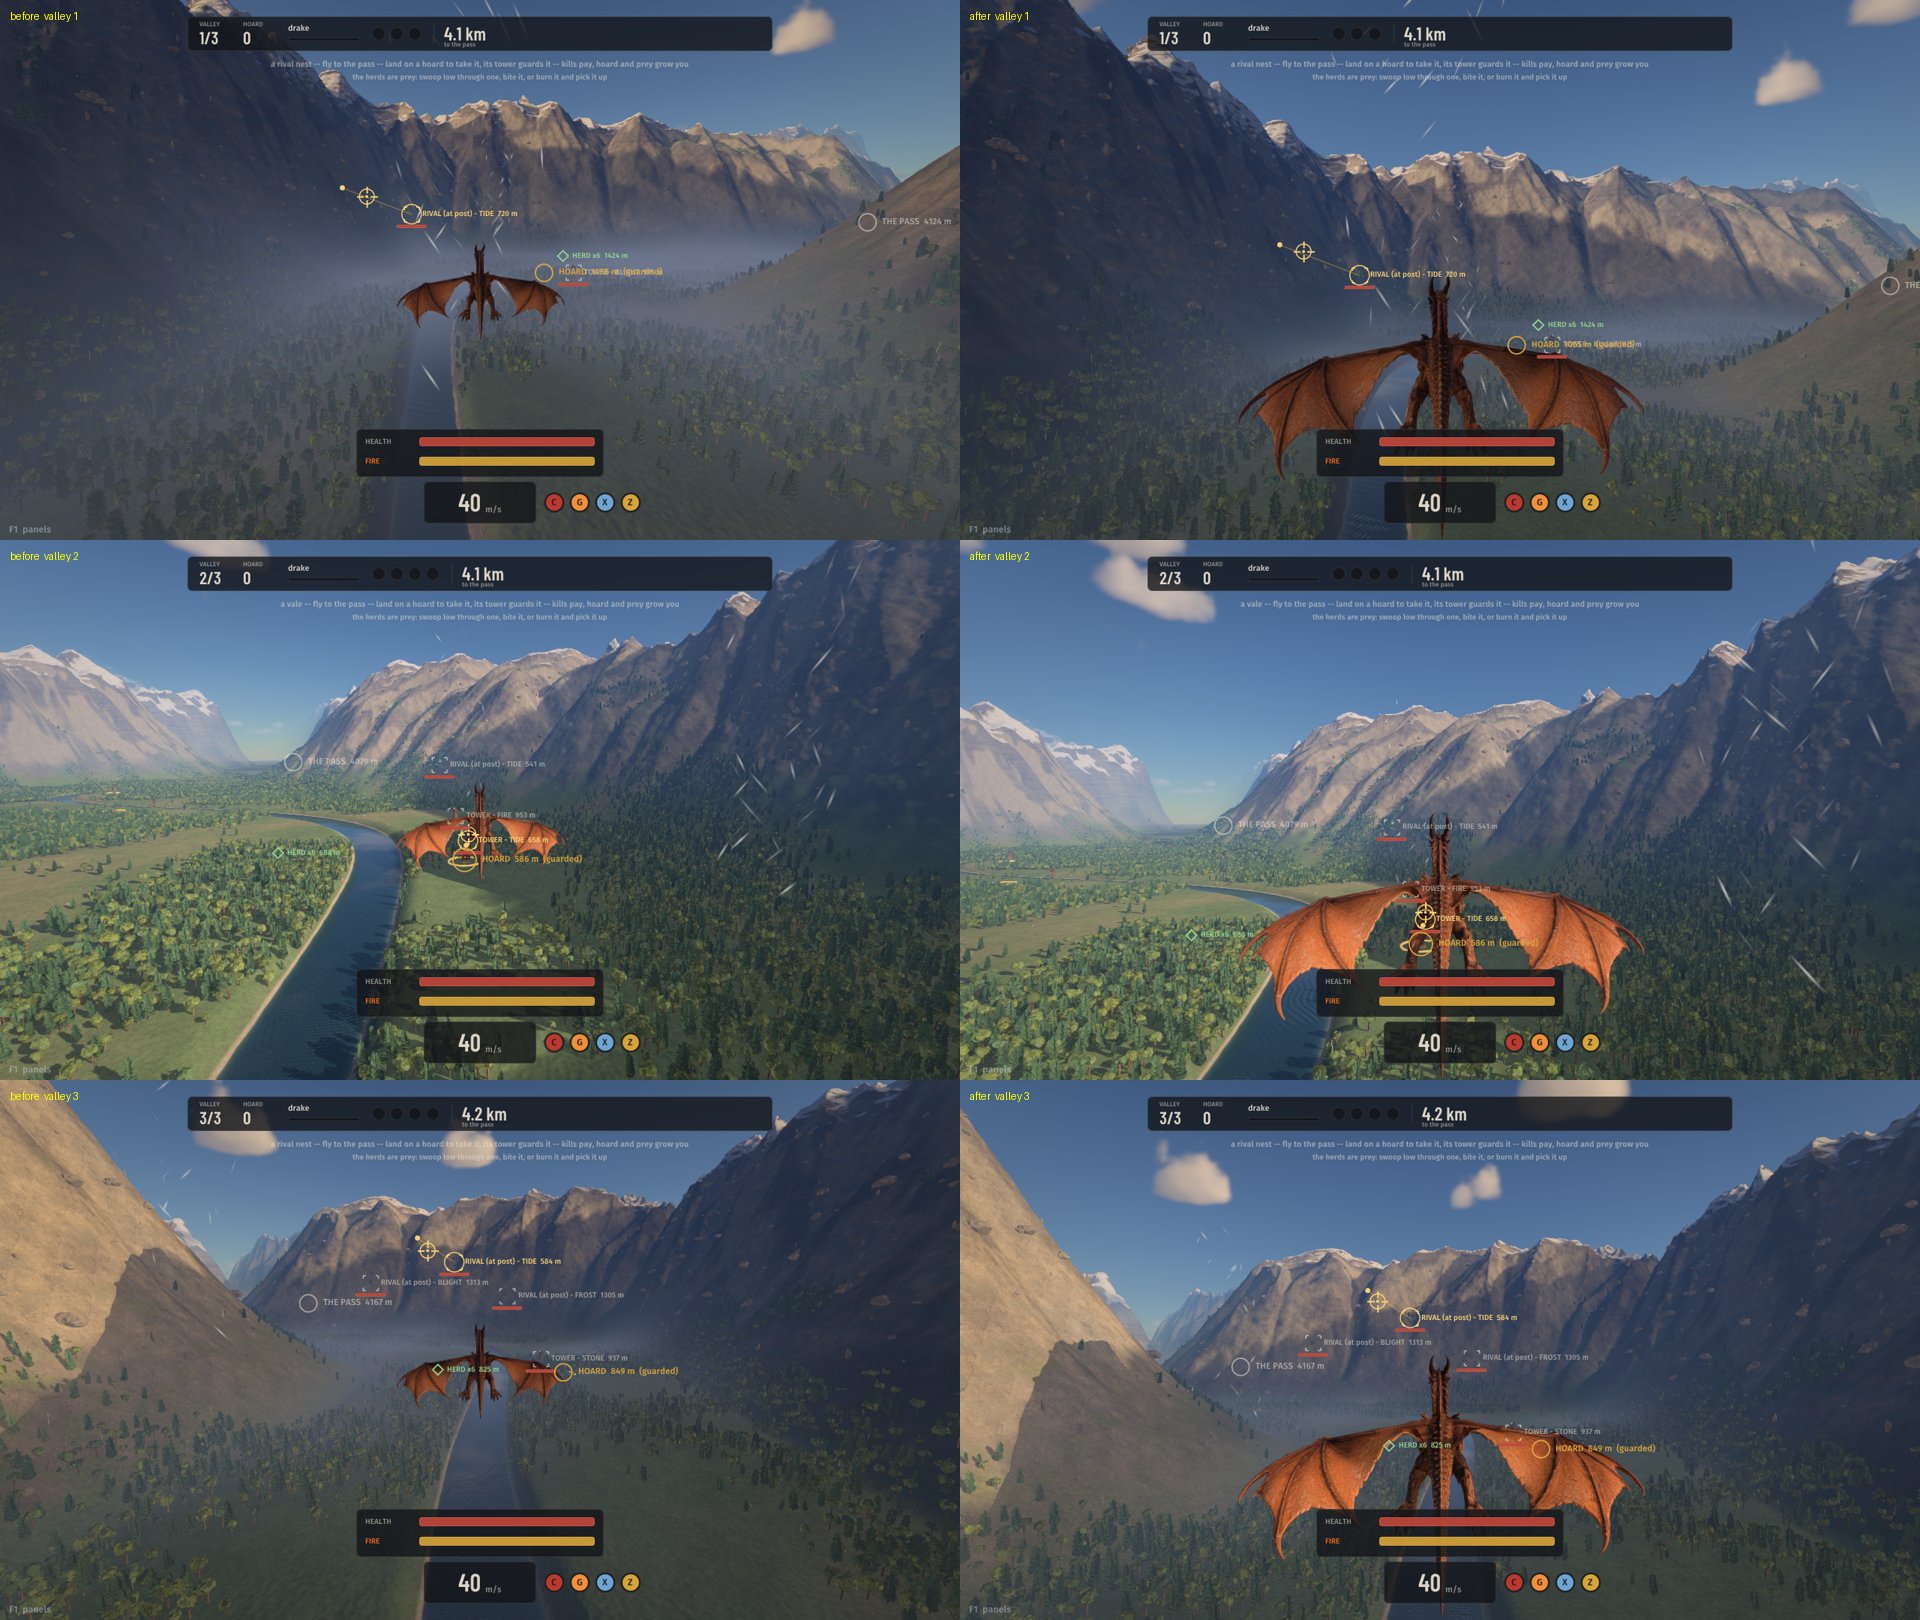 before valley 1
VALLEY HOARD drake 4.1 km
1/3 0 to the pass
a rival nest -- fly to the pass -- land on a hoard to take it, its tower guards it -- kills pay, hoard and prey grow you
the herds are prey: swoop low through one, bite it, or burn it and pick it up
RIVAL (at post) - TIDE 720 m
THE PASS 4124 m
HERD x6 1424 m
HOARD (guarded)
HEALTH
FIRE
40 m/s C G X Z
F1 panels
after valley 1
VALLEY HOARD drake 4.1 km
1/3 0 to the pass
a rival nest -- fly to the pass -- land on a hoard to take it, its tower guards it -- kills pay, hoard and prey grow you
the herds are prey: swoop low through one, bite it, or burn it and pick it up
RIVAL (at post) - TIDE 720 m
THE
HERD x6 1424 m
HOARD
HEALTH
FIRE
40 m/s C G X Z
F1 panels
before valley 2
VALLEY HOARD drake 4.1 km
2/3 0 to the pass
a vale -- fly to the pass -- land on a hoard to take it, its tower guards it -- kills pay, hoard and prey grow you
the herds are prey: swoop low through one, bite it, or burn it and pick it up
THE PASS 4079 m
RIVAL (at post) - TIDE 541 m
TOWER - FIRE 953 m
TOWER - TIDE 658 m
HERD x6 688 m
HOARD 586 m (guarded)
HEALTH
FIRE
40 m/s C G X Z
F1 panels
after valley 2
VALLEY HOARD drake 4.1 km
2/3 0 to the pass
a vale -- fly to the pass -- land on a hoard to take it, its tower guards it -- kills pay, hoard and prey grow you
the herds are prey: swoop low through one, bite it, or burn it and pick it up
THE PASS 4079 m
RIVAL (at post) - TIDE 541 m
TOWER - FIRE 953 m
TOWER - TIDE 658 m
HERD x6 688 m
HOARD 586 m (guarded)
HEALTH
FIRE
40 m/s C G X Z
F1 panels
before valley 3
VALLEY HOARD drake 4.2 km
3/3 0 to the pass
a rival nest -- fly to the pass -- land on a hoard to take it, its tower guards it -- kills pay, hoard and prey grow you
the herds are prey: swoop low through one, bite it, or burn it and pick it up
RIVAL (at post) - TIDE 584 m
RIVAL (at post) - BLIGHT 1313 m
RIVAL (at post) - FROST 1305 m
THE PASS 4167 m
TOWER - STONE 937 m
HERD x6 825 m
HOARD 849 m (guarded)
HEALTH
FIRE
40 m/s C G X Z
F1 panels
after valley 3
VALLEY HOARD drake 4.2 km
3/3 0 to the pass
a rival nest -- fly to the pass -- land on a hoard to take it, its tower guards it -- kills pay, hoard and prey grow you
the herds are prey: swoop low through one, bite it, or burn it and pick it up
RIVAL (at post) - TIDE 584 m
RIVAL (at post) - BLIGHT 1313 m
RIVAL (at post) - FROST 1305 m
THE PASS 4167 m
TOWER - STONE 937 m
HERD x6 825 m
HOARD 849 m (guarded)
HEALTH
FIRE
40 m/s C G X Z
F1 panels